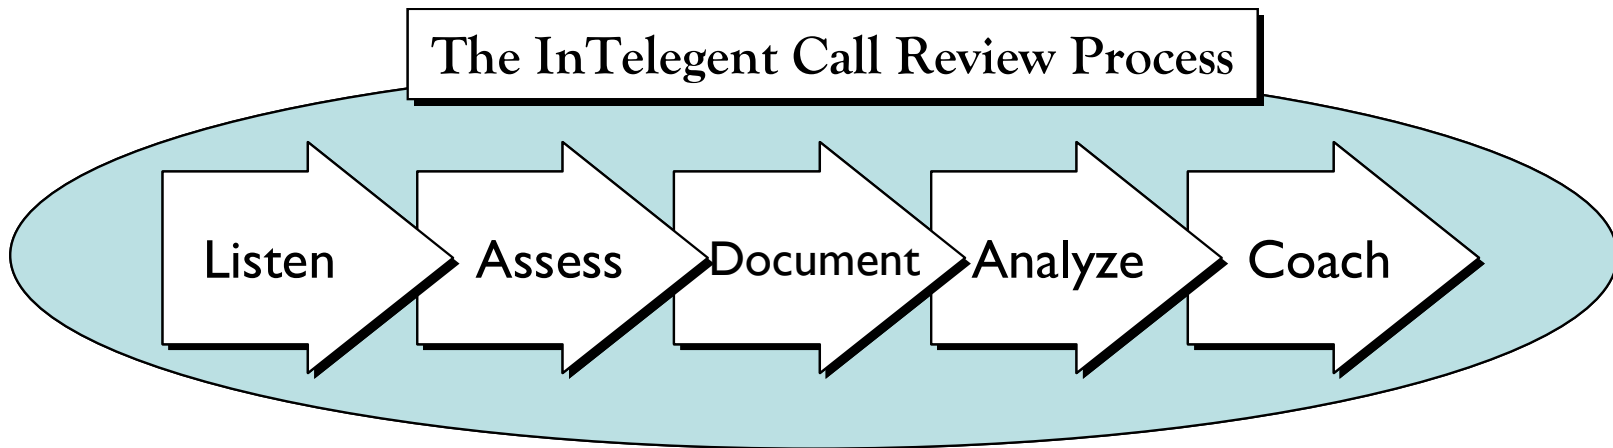 The InTelegent Call Review Process
Listen
Assess
Document
Analyze
Coach